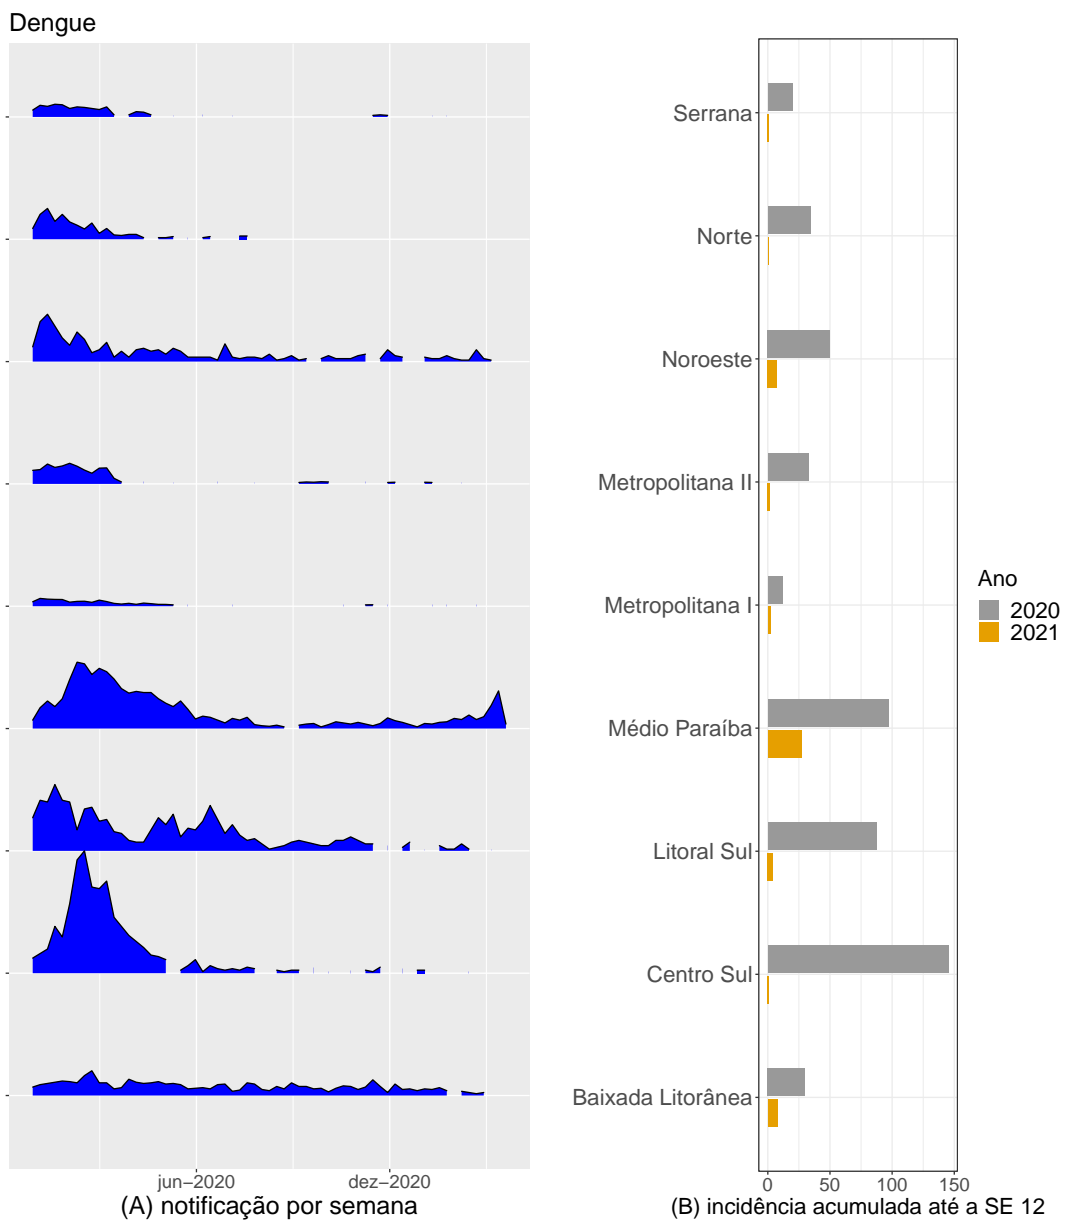 Dengue
Serrana
Norte
Noroeste
Metropolitana II
Metropolitana I
Médio Paraíba
Litoral Sul
Centro Sul
Baixada Litorânea
Ano
2020
2021
jun−2020 dez−2020
0 50 100 150
(A) notificação por semana
(B) incidência acumulada até a SE 12